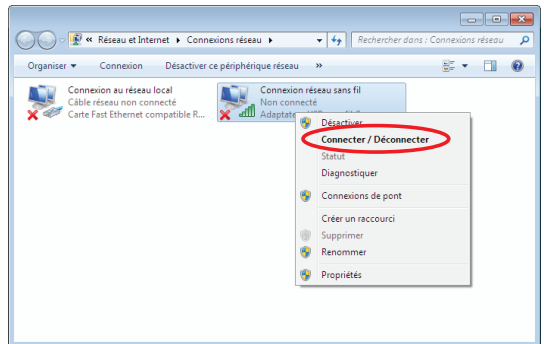 « Réseau et Internet ▸ Connexions réseau ▸
Rechercher dans : Connexions réseau
Organiser ▾ Connexion Désactiver ce périphérique réseau »
Connexion au réseau local
Câble réseau non connecté
Carte Fast Ethernet compatible R...
Connexion réseau sans fil
Non connecté
Désactiver
Connecter / Déconnecter
Statut
Diagnostiquer
Connexions de pont
Créer un raccourci
Supprimer
Renommer
Propriétés